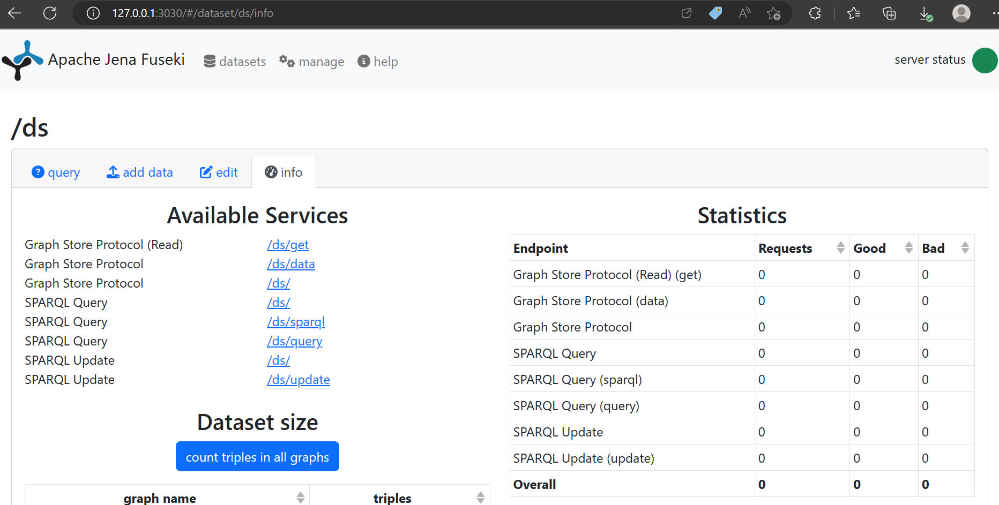 127.0.0.1:3030/#/dataset/ds/info
Apache Jena Fuseki datasets manage help server status
/ds
query add data edit info
Available Services
Graph Store Protocol (Read) /ds/get
Graph Store Protocol /ds/data
Graph Store Protocol /ds/
SPARQL Query /ds/
SPARQL Query /ds/sparql
SPARQL Query /ds/query
SPARQL Update /ds/
SPARQL Update /ds/update
Dataset size
count triples in all graphs
graph name triples
Statistics
Endpoint Requests Good Bad
Graph Store Protocol (Read) (get) 0 0 0
Graph Store Protocol (data) 0 0 0
Graph Store Protocol 0 0 0
SPARQL Query 0 0 0
SPARQL Query (sparql) 0 0 0
SPARQL Query (query) 0 0 0
SPARQL Update 0 0 0
SPARQL Update (update) 0 0 0
Overall 0 0 0